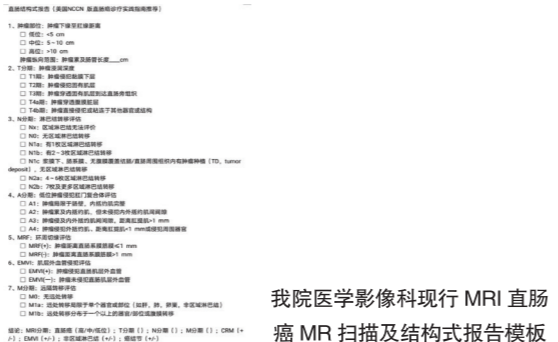 直肠结构式报告（美国NCCN 直肠癌诊疗实践指南推荐）
1、肿瘤部位：肿瘤下缘至肛缘距离
□ 低位：<5 cm
□ 中位：5-10 cm
□ 高位：>10 cm
肿瘤纵向范围：肿瘤累及肠管长度___cm
2、T分期：肿瘤浸润深度
□ T1期：肿瘤侵犯黏膜下层
□ T2期：肿瘤侵犯固有肌层
□ T3期：肿瘤穿透固有肌层到达直肠旁组织
□ T4a期：肿瘤穿透腹膜脏层
□ T4b期：肿瘤直接侵犯或粘连于其他器官或结构
3、N分期：淋巴结转移评估
□ Nx：区域淋巴结无法评价
□ N0：无区域淋巴结转移
□ N1a：有1枚区域淋巴结转移
□ N1b：有2-3枚区域淋巴结转移
□ N1c 浆膜下、肠系膜、无腹膜覆盖结肠/直肠周围组织内有肿瘤种植（TD，tumor
deposit），无区域淋巴结转移
□ N2a：4-6枚区域淋巴结转移
□ N2b：7枚及更多区域淋巴结转移
4、A分期：低位肿瘤侵犯肛门复合体评估
□ A1：肿瘤局限于肠壁，内括约肌完整
□ A2：肿瘤累及内括约肌，但未侵犯内外括约肌间间隙
□ A3：肿瘤侵及内外括约肌间间隙，距离肛提肌>1 mm
□ A4：肿瘤侵犯外括约肌、距离肛提肌<1 mm或侵犯周围器官
5、MRF：环周切缘评估
□ MRF(+)：肿瘤距离直肠系膜筋膜≤1 mm
□ MRF(-)：肿瘤距离直肠系膜筋膜>1 mm
6、EMVI：肌层外血管侵犯评估
□ EMVI(+)：肿瘤侵犯直肠肌层外血管
□ EMVI(—)：肿瘤未侵犯直肠肌层外血管
7、M分期：远隔转移评估
□ M0：无远处转移
□ M1a：远处转移局限于单个器官或部位（如肝，肺，卵巢，非区域淋巴结）
□ M1b：远处转移分布于一个以上的器官/部位或腹膜转移
结论：MRI分期：直肠癌（高/中/低位）；T分期（ ）；N分期（ ）；M分期（ ）；CRM（+
/-）；EMVI（+/-）；非区域淋巴结（+/-）；癌结节（+/-）
我院医学影像科现行 MRI 直肠
癌 MR 扫描及结构式报告模板